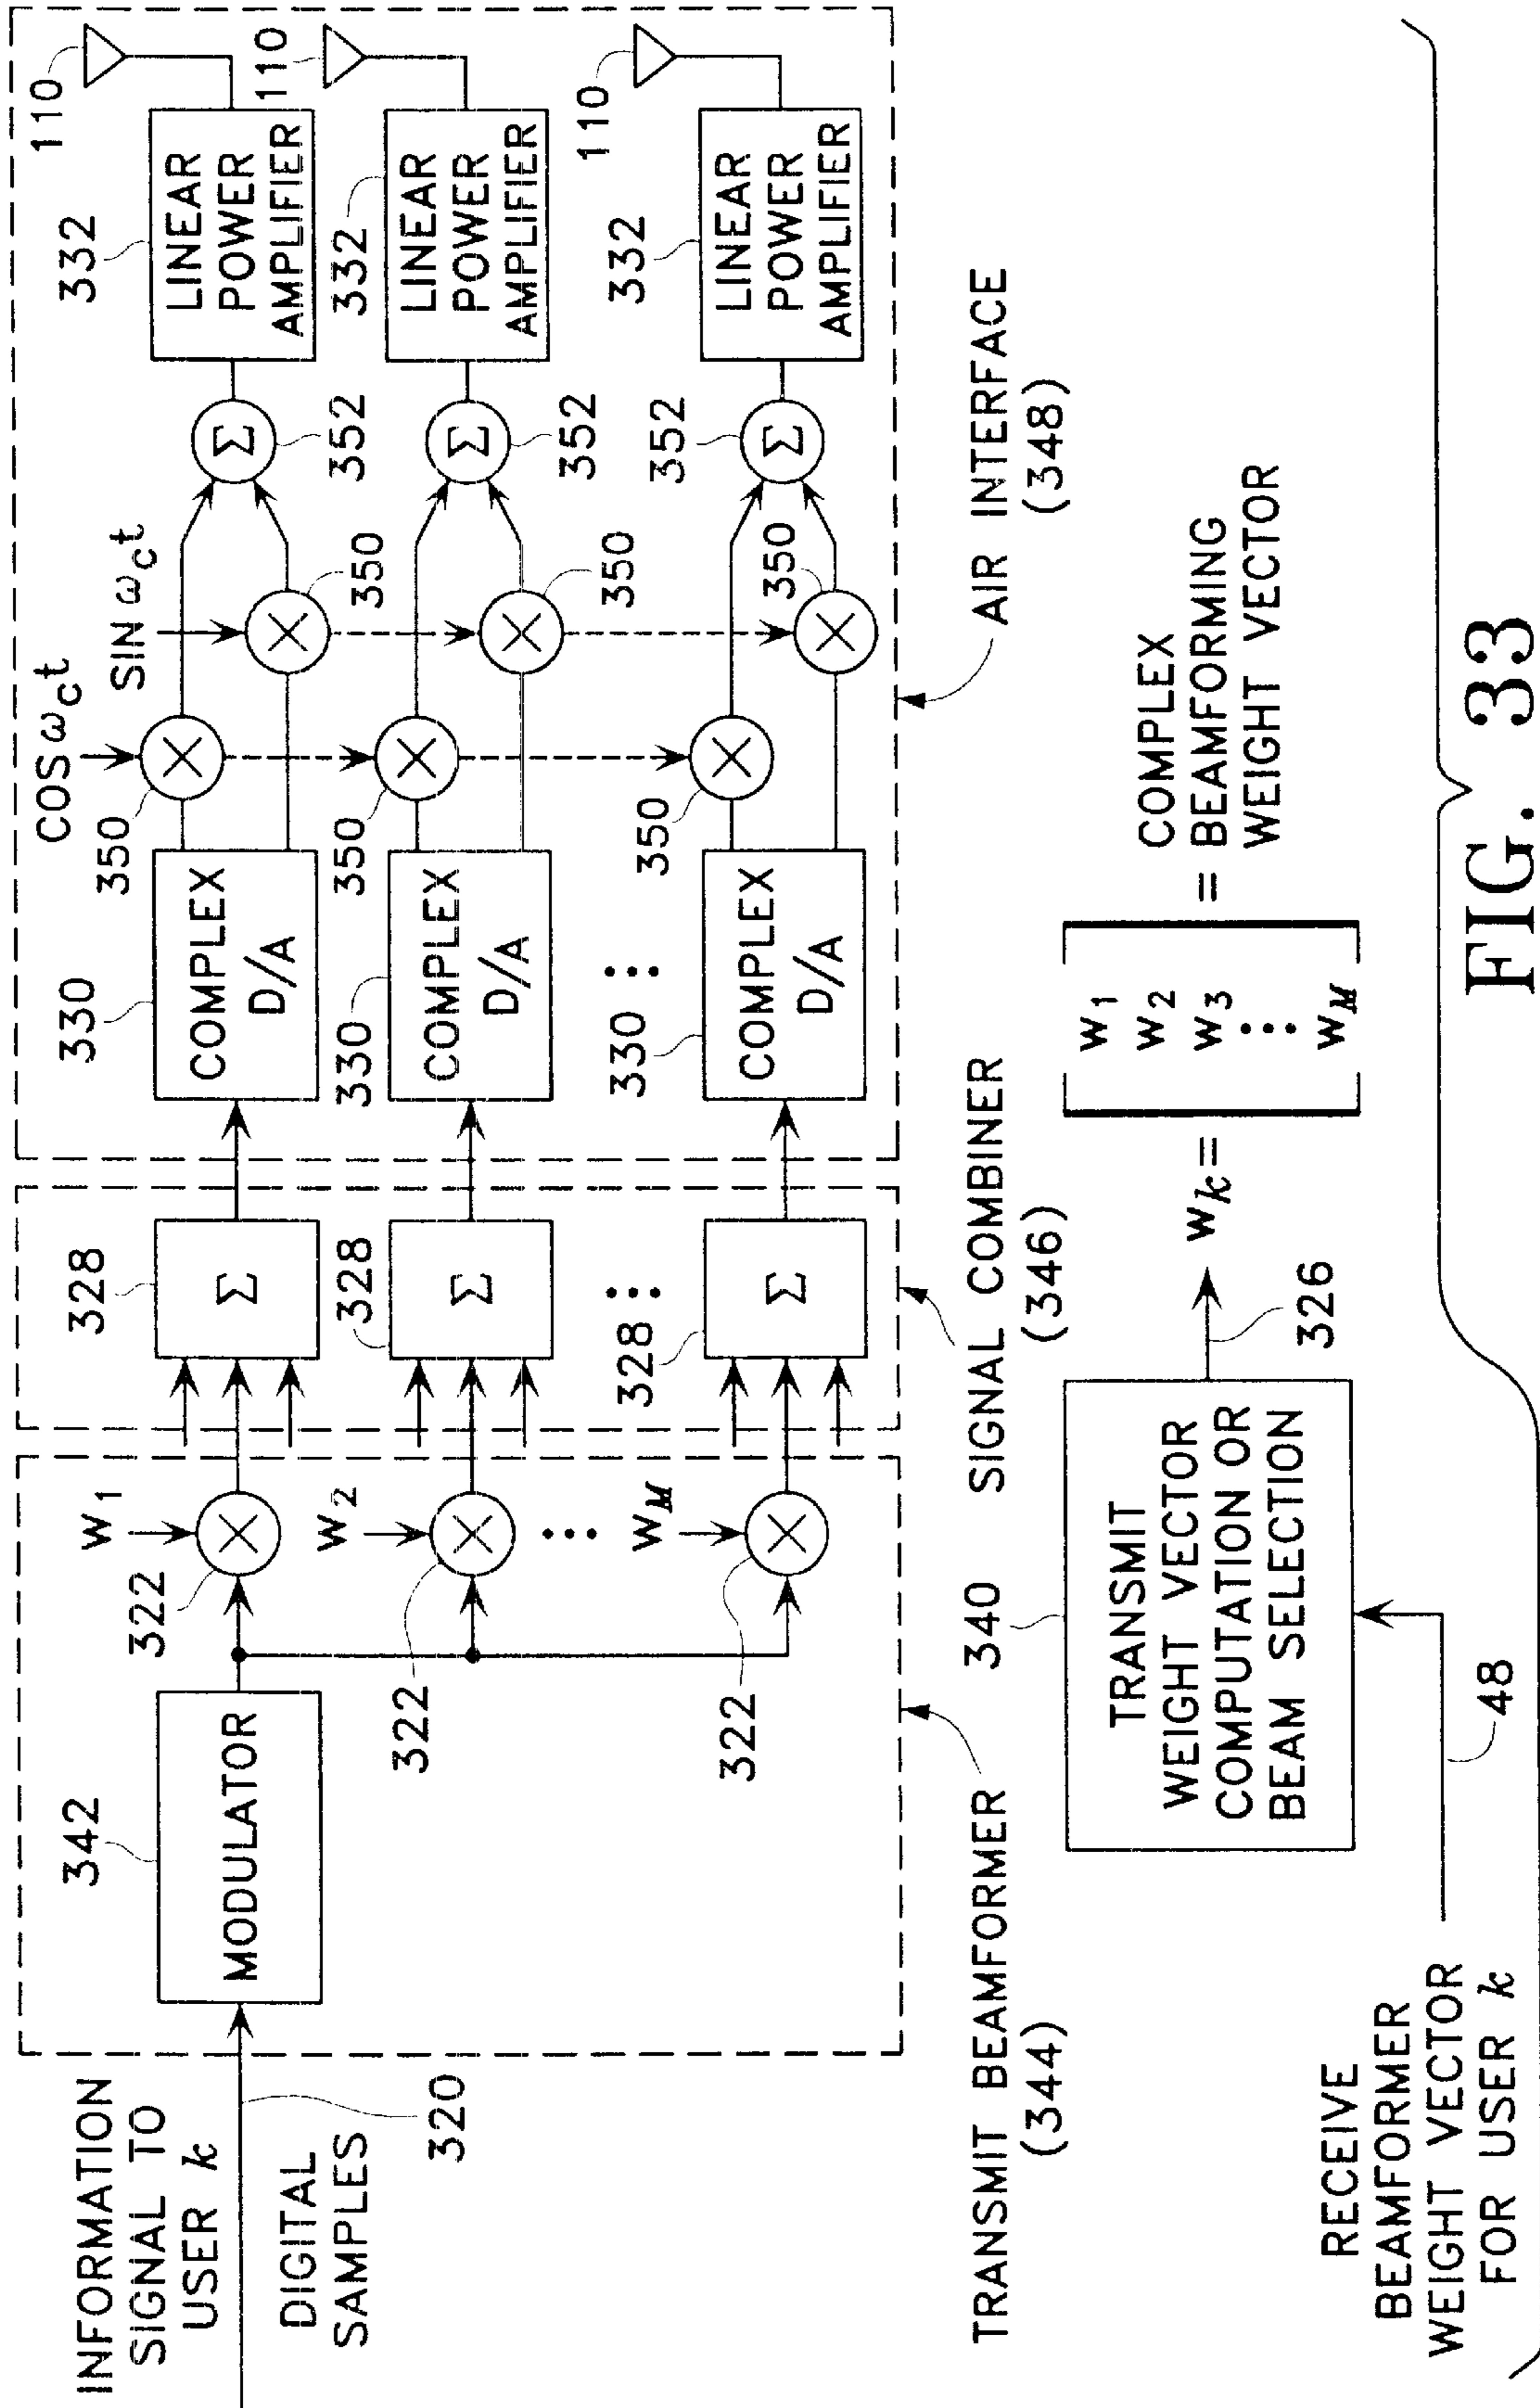 INFORMATION
SIGNAL TO
USER k
DIGITAL
SAMPLES
320
342
MODULATOR
W1
322
W2
322
WM
322
TRANSMIT BEAMFORMER
(344)
328
Σ
328
Σ
328
Σ
SIGNAL COMBINER
(346)
330
COMPLEX
D/A
330
COMPLEX
D/A
330
COMPLEX
D/A
COS ωct
350
SIN ωct
350
350
350
350
350
Σ
352
Σ
352
Σ
352
332
LINEAR
POWER
AMPLIFIER
110
332
LINEAR
POWER
AMPLIFIER
110
332
LINEAR
POWER
AMPLIFIER
110
AIR INTERFACE
(348)
RECEIVE
BEAMFORMER
WEIGHT VECTOR
FOR USER k
48
340
TRANSMIT
WEIGHT VECTOR
COMPUTATION OR
BEAM SELECTION
326
Wk=
W1
W2
W3
WM
=
COMPLEX
BEAMFORMING
WEIGHT VECTOR
FIG. 33